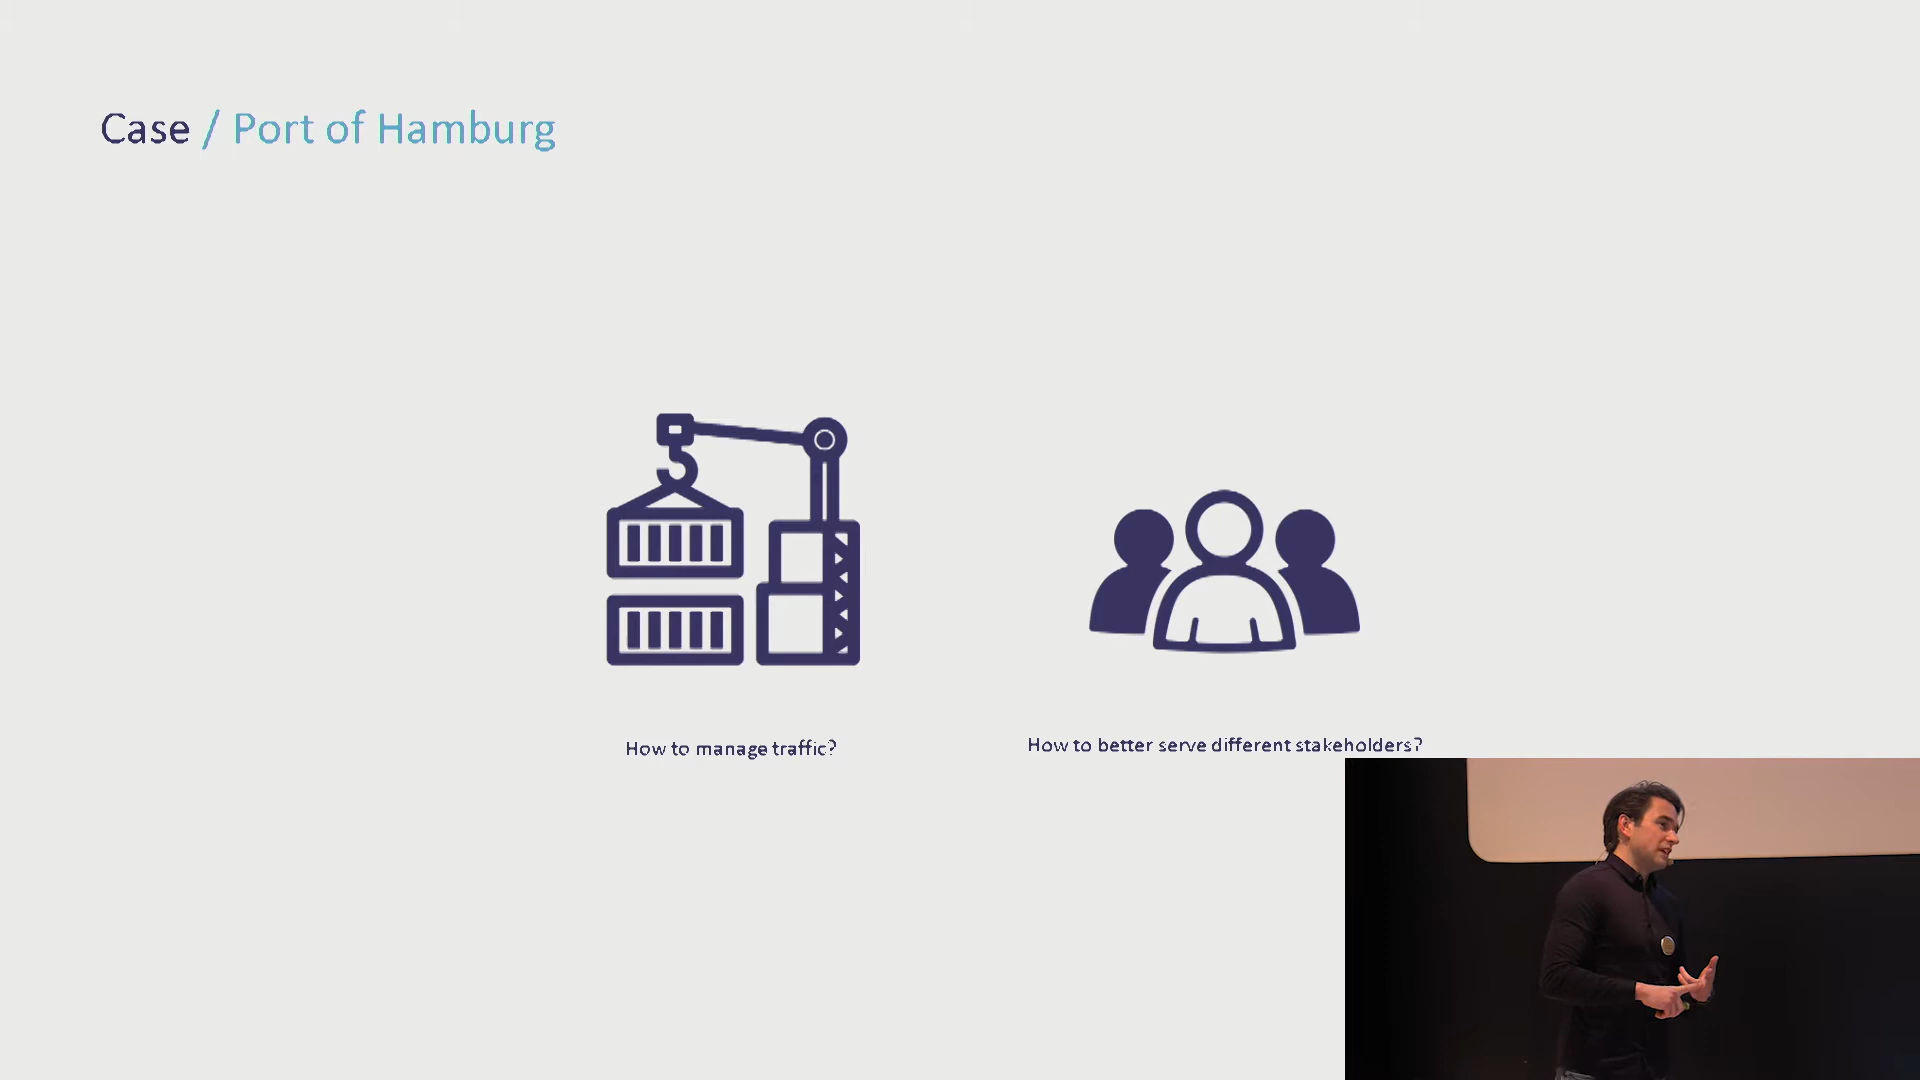 Case / Port of Hamburg
How to manage traffic?
How to better serve different stakeholders?